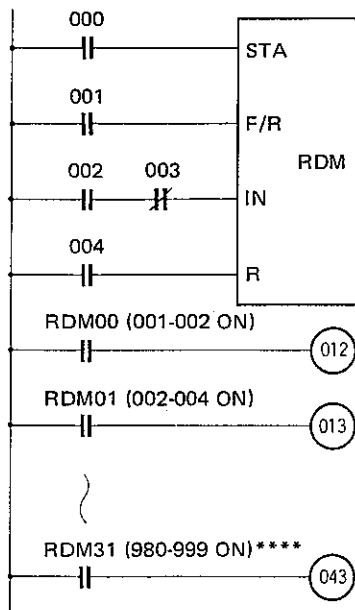 000
STA
001
F/R
RDM
002 003
IN
004
R
RDM00 (001-002 ON)
012
RDM01 (002-004 ON)
013
RDM31 (980-999 ON)****
043